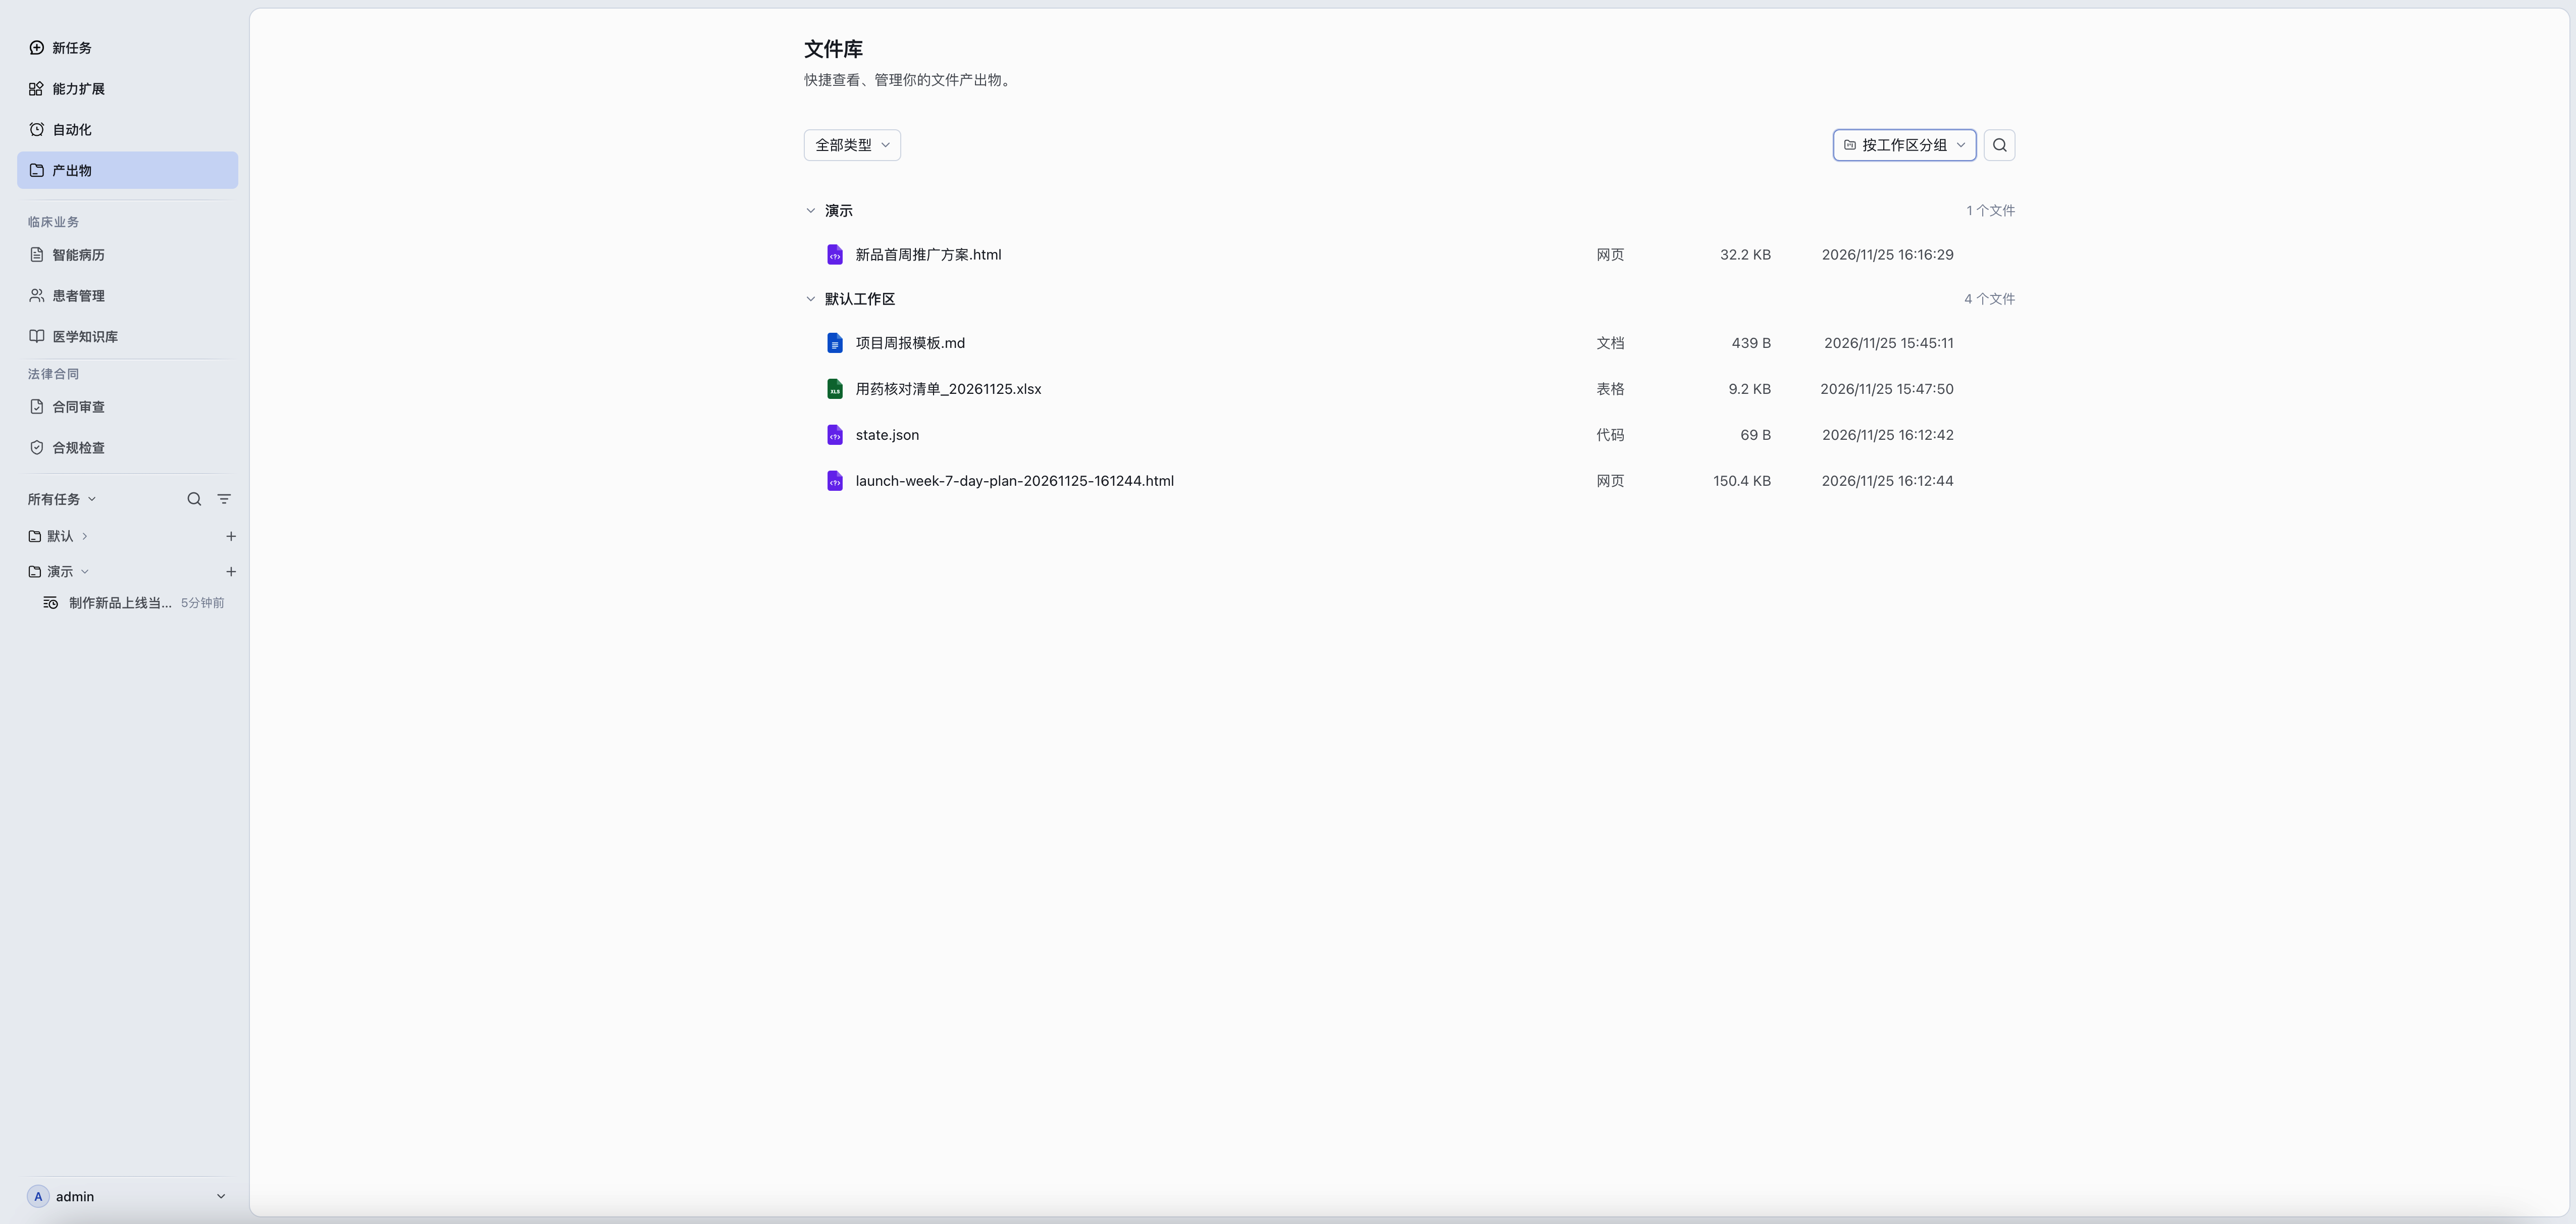 新任务
能力扩展
自动化
产出物
临床业务
智能病历
患者管理
医学知识库
法律合同
合同审查
合规检查
所有任务
默认
演示
制作新品上线当... 5分钟前
A admin
文件库
快捷查看、管理你的文件产出物。
全部类型 按工作区分组
演示 1 个文件
新品首周推广方案.html 网页 32.2 KB 2026/11/25 16:16:29
默认工作区 4 个文件
项目周报模板.md 文档 439 B 2026/11/25 15:45:11
XLS 用药核对清单_20261125.xlsx 表格 9.2 KB 2026/11/25 15:47:50
state.json 代码 69 B 2026/11/25 16:12:42
launch-week-7-day-plan-20261125-161244.html 网页 150.4 KB 2026/11/25 16:12:44